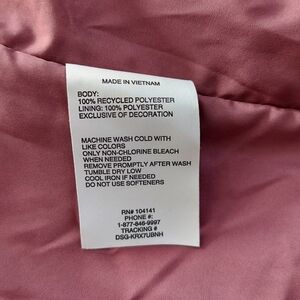 MADE IN VIETNAM
BODY:
100% RECYCLED POLYESTER
LINING: 100% POLYESTER
EXCLUSIVE OF DECORATION
MACHINE WASH COLD WITH
LIKE COLORS
ONLY NON-CHLORINE BLEACH
WHEN NEEDED
REMOVE PROMPTLY AFTER WASH
TUMBLE DRY LOW
COOL IRON IF NEEDED
DO NOT USE SOFTENERS
RN# 104141
PHONE #:
1-877-846-9997
TRACKING #
DSG-KRX7UBNH